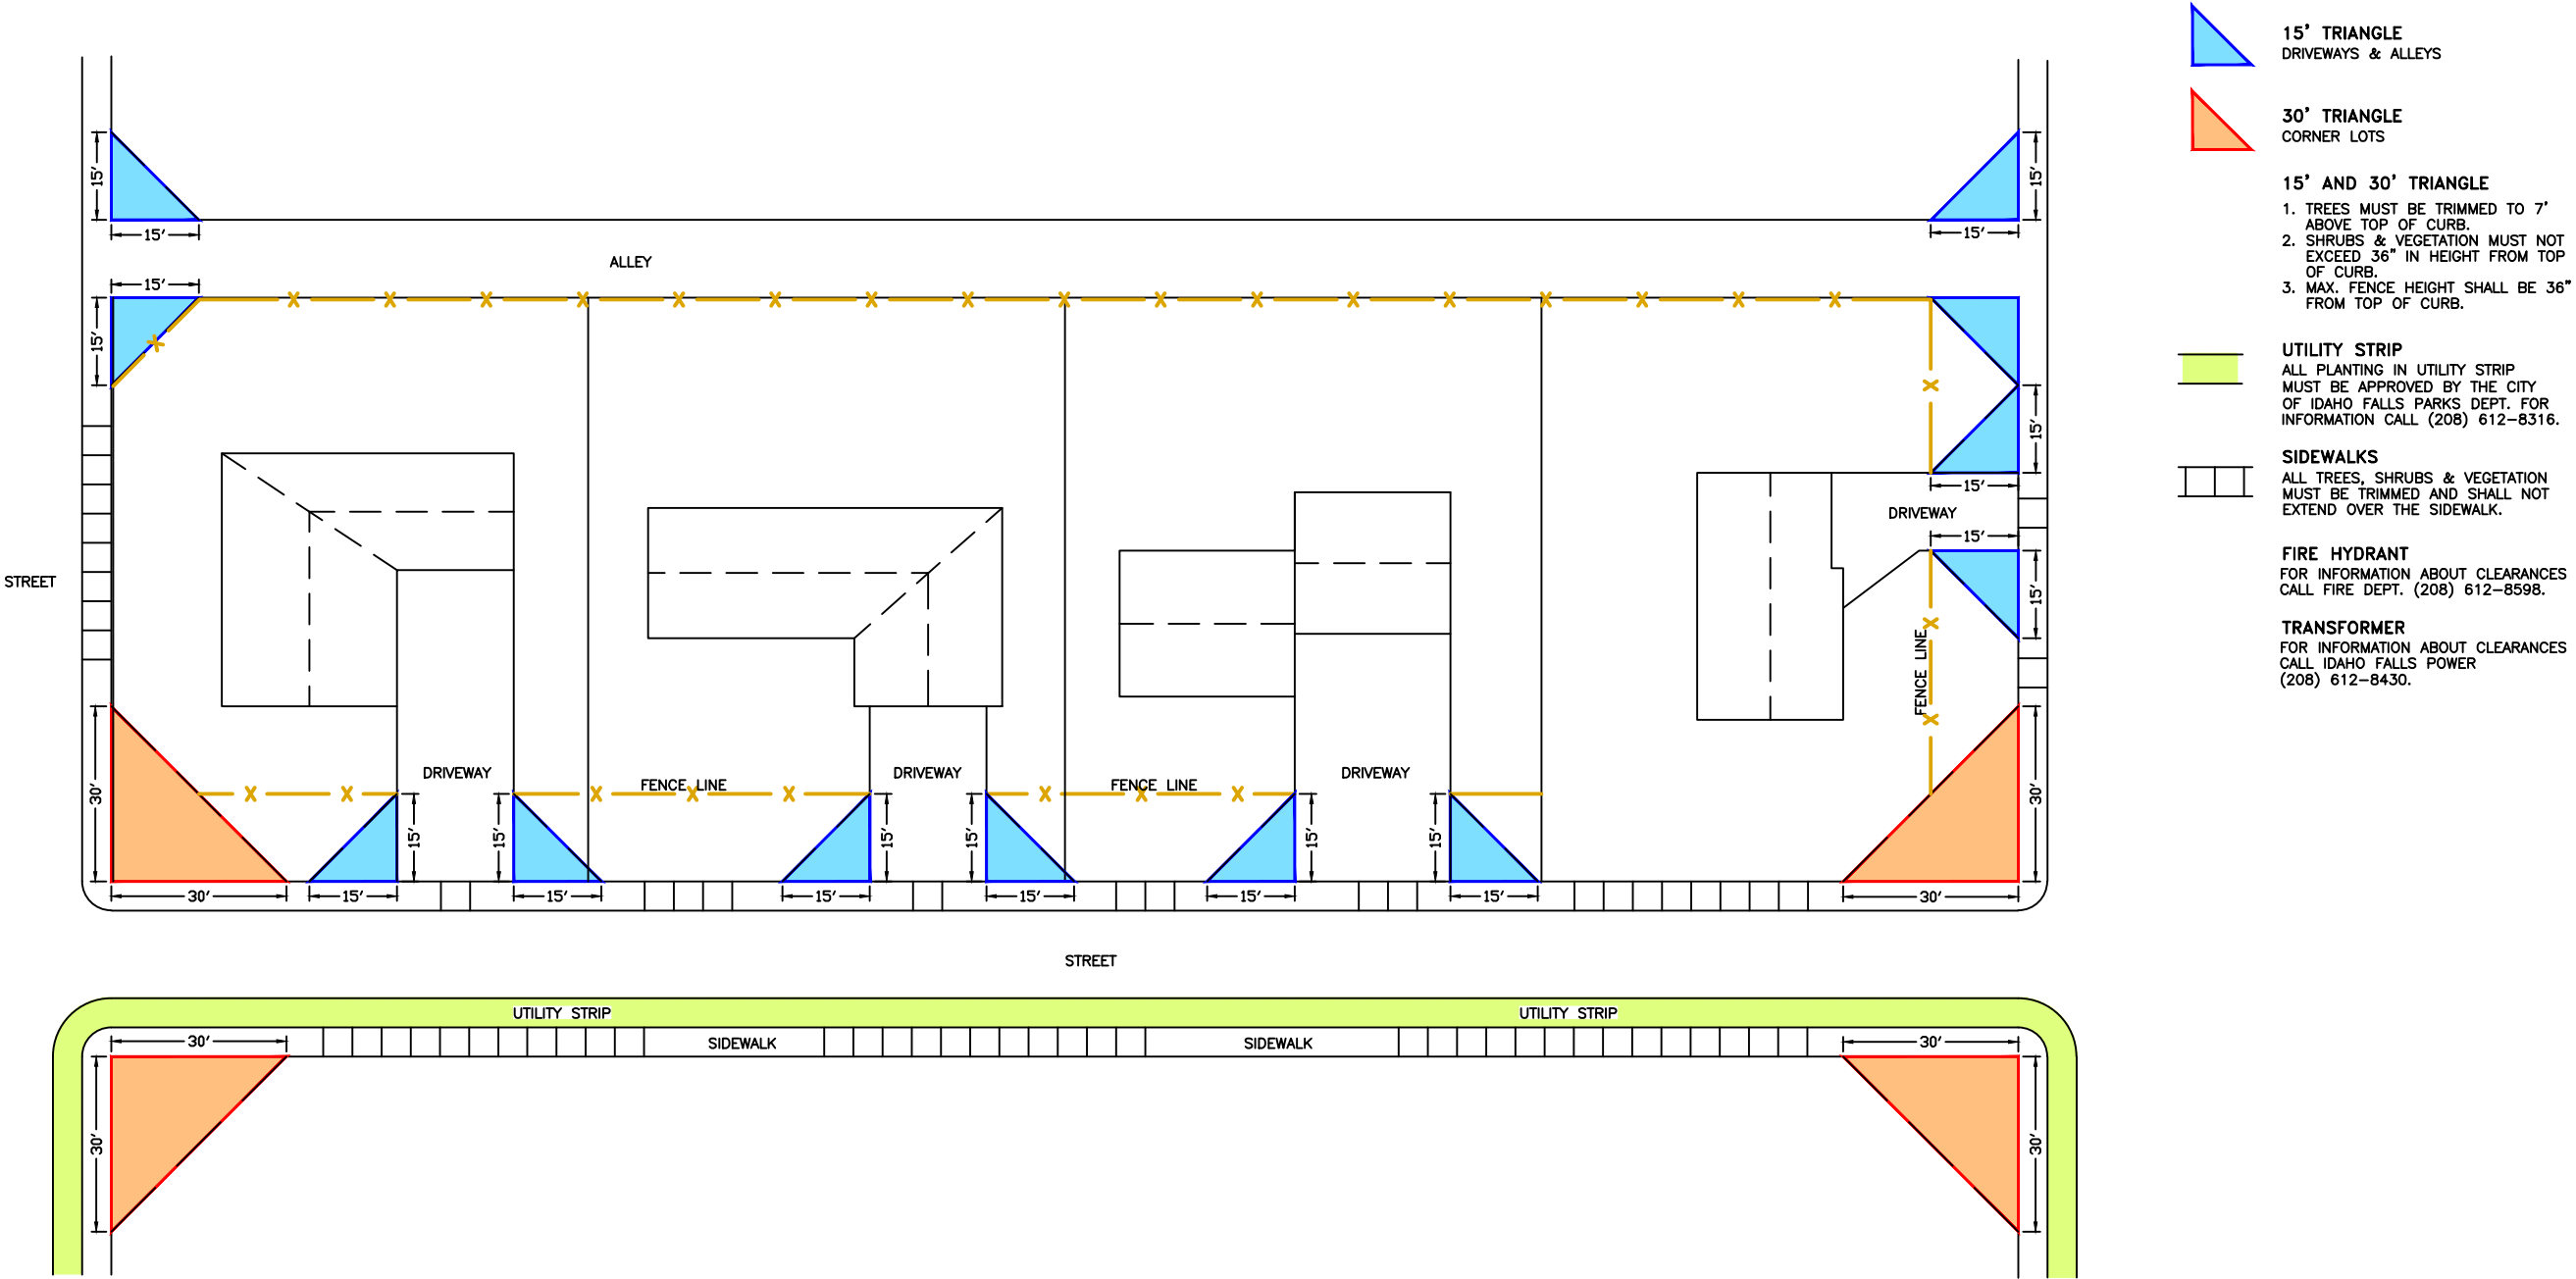 15' TRIANGLE
DRIVEWAYS & ALLEYS
30' TRIANGLE
CORNER LOTS
15' AND 30' TRIANGLE
1. TREES MUST BE TRIMMED TO 7'
ABOVE TOP OF CURB.
2. SHRUBS & VEGETATION MUST NOT
EXCEED 36" IN HEIGHT FROM TOP
OF CURB.
3. MAX. FENCE HEIGHT SHALL BE 36"
FROM TOP OF CURB.
UTILITY STRIP
ALL PLANTING IN UTILITY STRIP
MUST BE APPROVED BY THE CITY
OF IDAHO FALLS PARKS DEPT. FOR
INFORMATION CALL (208) 612-8316.
SIDEWALKS
ALL TREES, SHRUBS & VEGETATION
MUST BE TRIMMED AND SHALL NOT
EXTEND OVER THE SIDEWALK.
FIRE HYDRANT
FOR INFORMATION ABOUT CLEARANCES
CALL FIRE DEPT. (208) 612-8598.
TRANSFORMER
FOR INFORMATION ABOUT CLEARANCES
CALL IDAHO FALLS POWER
(208) 612-8430.
15'
15'
15'
15'
ALLEY
15'
15'
15'
15'
DRIVEWAY
15'
15'
STREET
FENCE LINE
DRIVEWAY
FENCE LINE
DRIVEWAY
FENCE LINE
DRIVEWAY
30'
15'
15'
15'
15'
15'
15'
30'
30'
15'
15'
15'
15'
15'
15'
30'
STREET
UTILITY STRIP
UTILITY STRIP
30'
SIDEWALK
SIDEWALK
30'
30'
30'